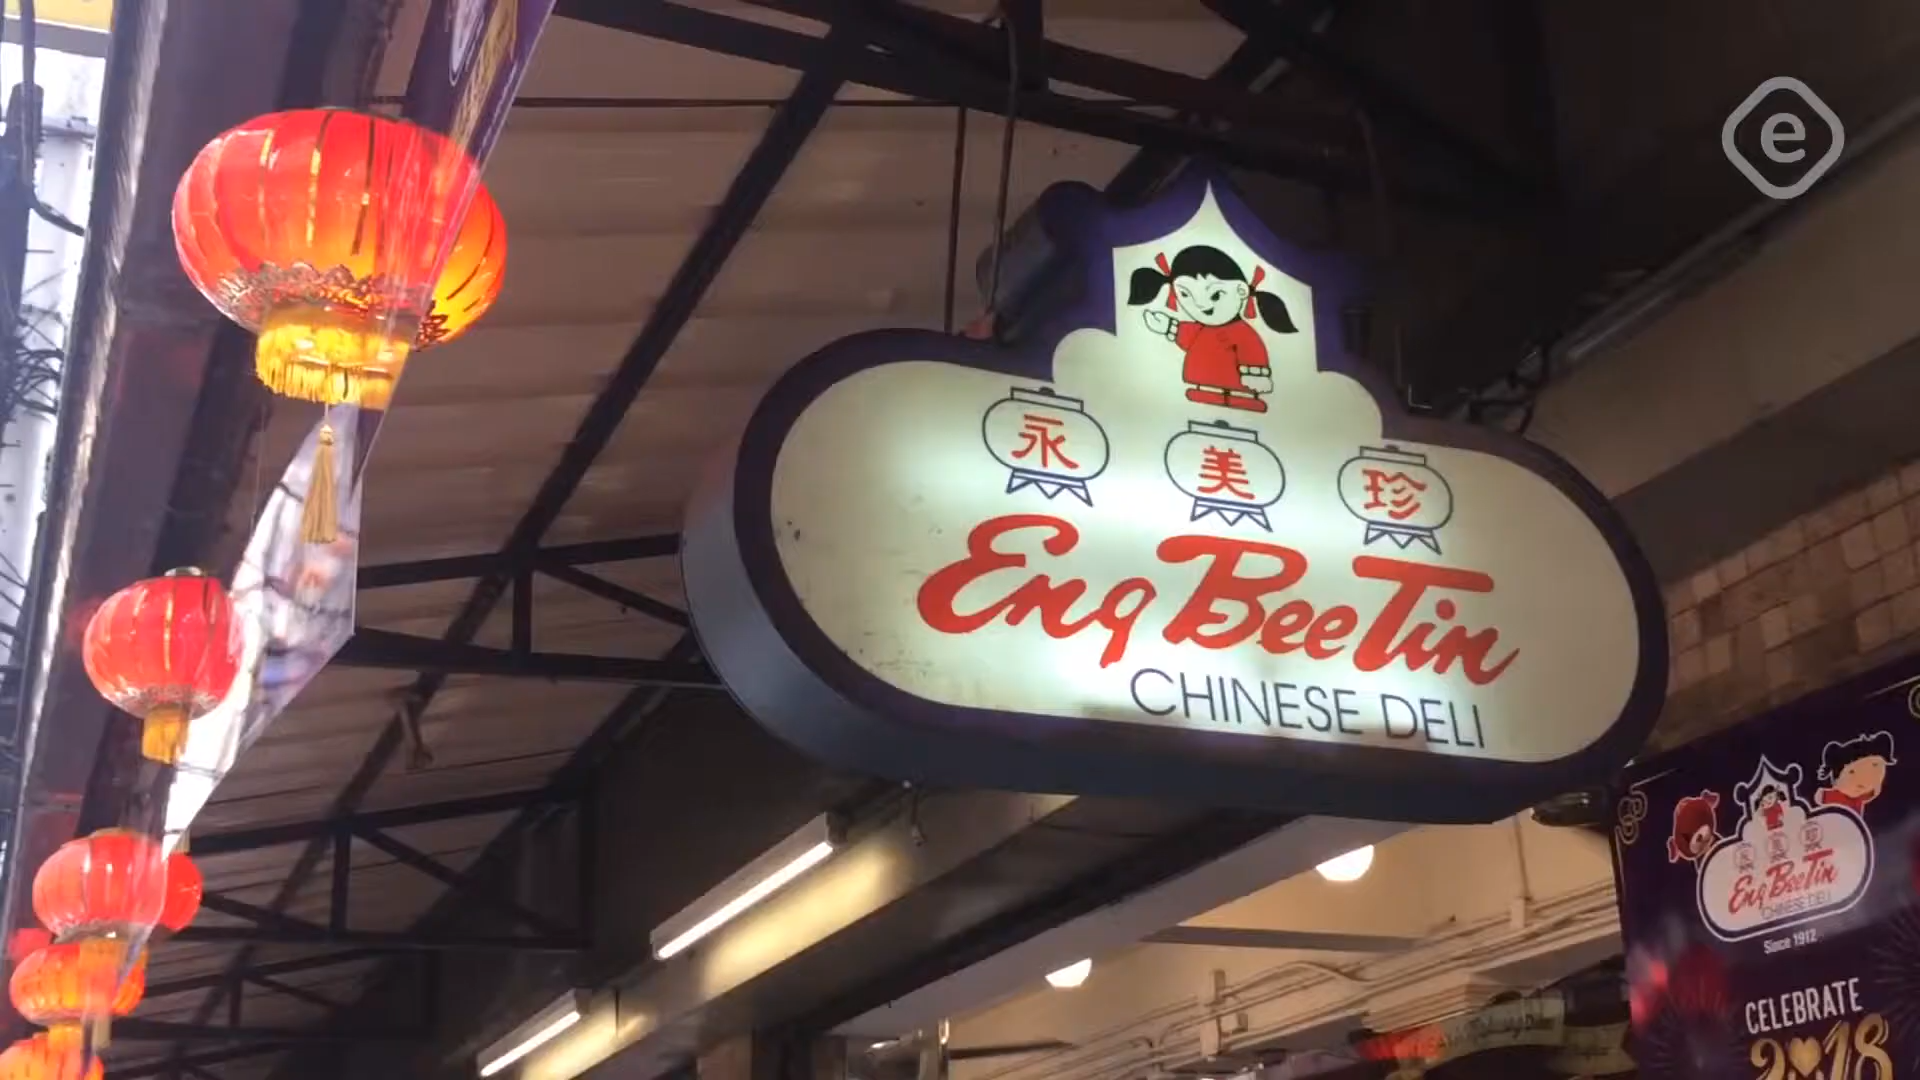 e
永 美 珍
Eng Bee Tin
CHINESE DELI
Eng Bee Tin
CHINESE DELI
Since 1912
CELEBRATE
2018